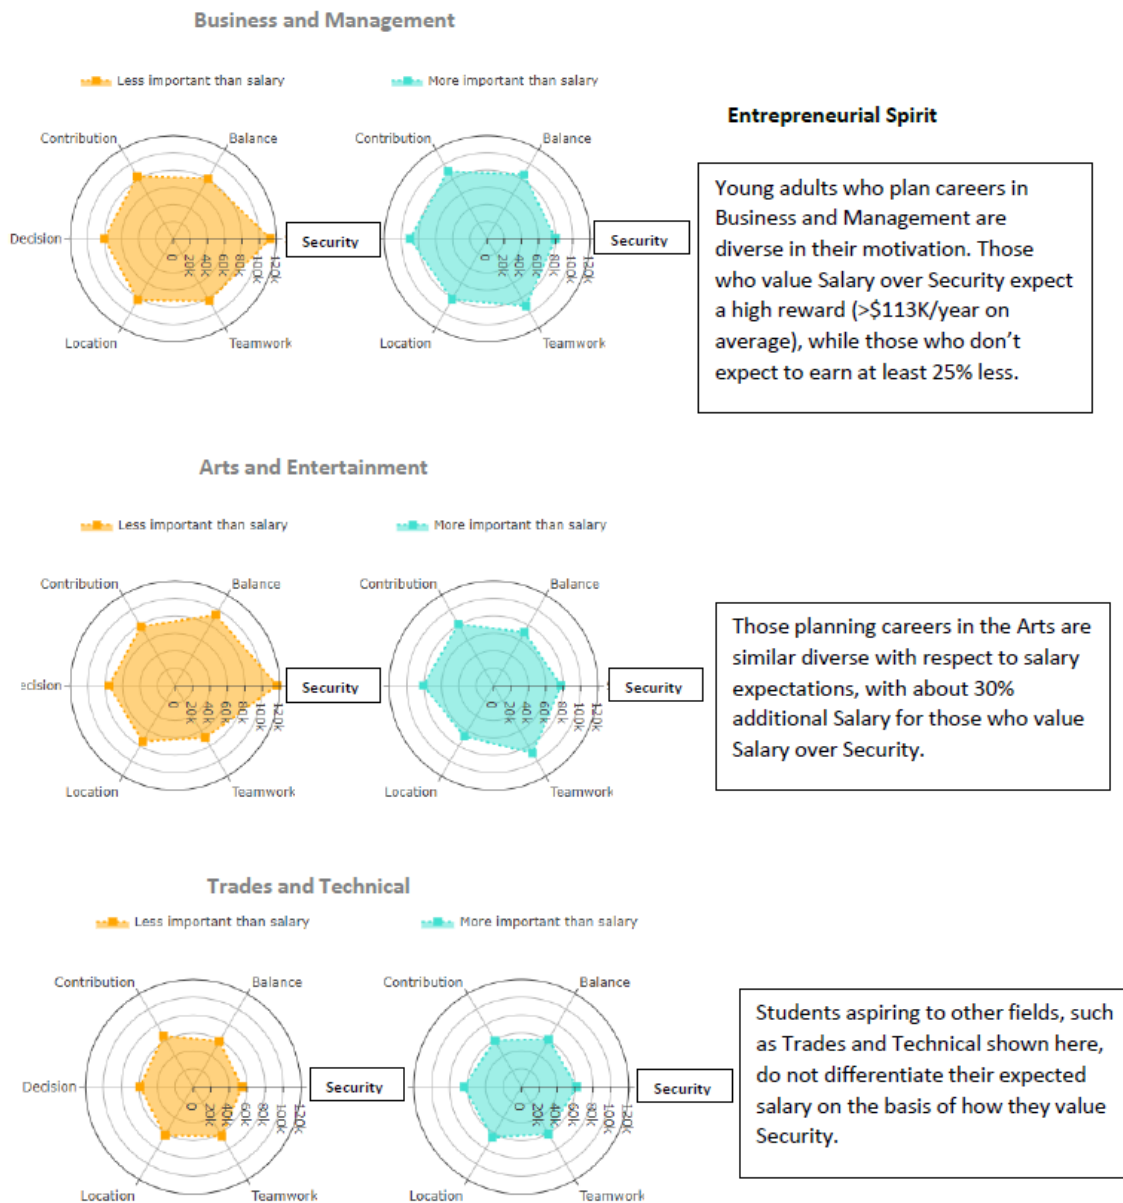 Business and Management
Less important than salary
More important than salary
Contribution
Balance
Decision
Security
Location
Teamwork
0
20k
40k
60k
80k
100k
120k
Contribution
Balance
Security
Location
Teamwork
0
20k
40k
60k
80k
100k
120k
Entrepreneurial Spirit
Young adults who plan careers in
Business and Management are
diverse in their motivation. Those
who value Salary over Security expect
a high reward (>$113K/year on
average), while those who don't
expect to earn at least 25% less.
Arts and Entertainment
Less important than salary
More important than salary
Contribution
Balance
ecision
Security
Location
Teamwork
0
20k
40k
60k
80k
100k
120k
Contribution
Balance
Security
Location
Teamwork
0
20k
40k
60k
80k
100k
120k
Those planning careers in the Arts are
similar diverse with respect to salary
expectations, with about 30%
additional Salary for those who value
Salary over Security.
Trades and Technical
Less important than salary
More important than salary
Contribution
Balance
Decision
Security
Location
Teamwork
0
20k
40k
60k
80k
100k
120k
Contribution
Balance
Security
Location
Teamwork
0
20k
40k
60k
80k
100k
120k
Students aspiring to other fields, such
as Trades and Technical shown here,
do not differentiate their expected
salary on the basis of how they value
Security.